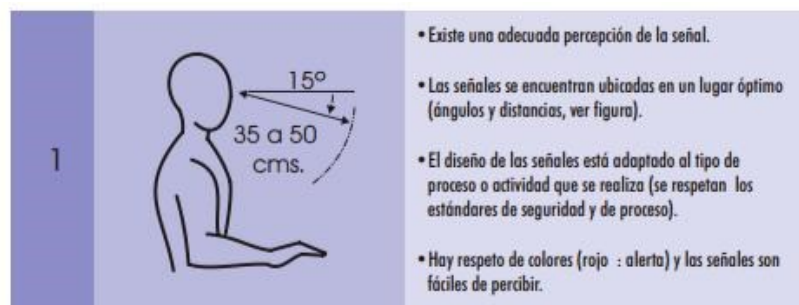 1
15º
35 a 50
cms.
• Existe una adecuada percepción de la señal.
• Las señales se encuentran ubicadas en un lugar óptimo
(ángulos y distancias, ver figura).
• El diseño de las señales está adaptado al tipo de
proceso o actividad que se realiza (se respetan los
estándares de seguridad y de proceso).
• Hay respeto de colores (rojo : alerta) y las señales son
fáciles de percibir.